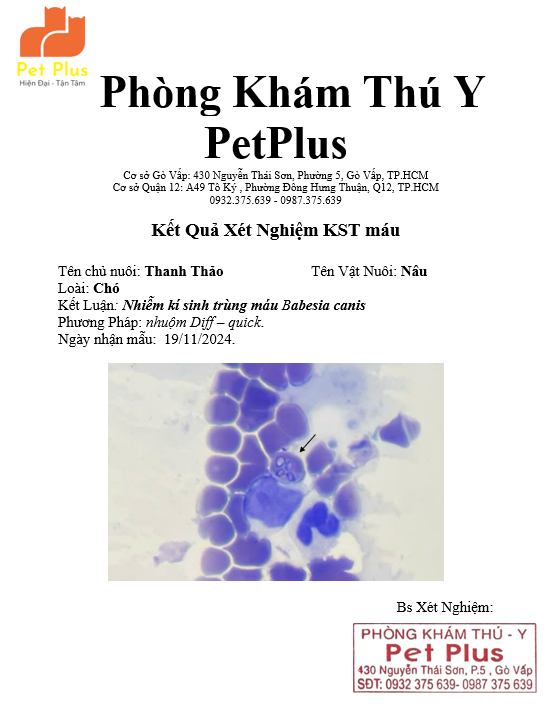 Pet Plus
Hiện Đại - Tận Tâm
Phòng Khám Thú Y
PetPlus
Cơ sở Gò Vấp: 430 Nguyễn Thái Sơn, Phường 5, Gò Vấp, TP.HCM
Cơ sở Quận 12: A49 Tô Ký , Phường Đông Hưng Thuận, Q12, TP.HCM
0932.375.639 - 0987.375.639
Kết Quả Xét Nghiệm KST máu
Tên chủ nuôi: Thanh Thảo Tên Vật Nuôi: Nâu
Loài: Chó
Kết Luận: Nhiễm kí sinh trùng máu Babesia canis
Phương Pháp: nhuộm Diff – quick.
Ngày nhận mẫu: 19/11/2024.
Bs Xét Nghiệm:
PHÒNG KHÁM THÚ - Y
Pet Plus
430 Nguyễn Thái Sơn, P.5 , Gò Vấp
SĐT: 0932 375 639- 0987 375 639